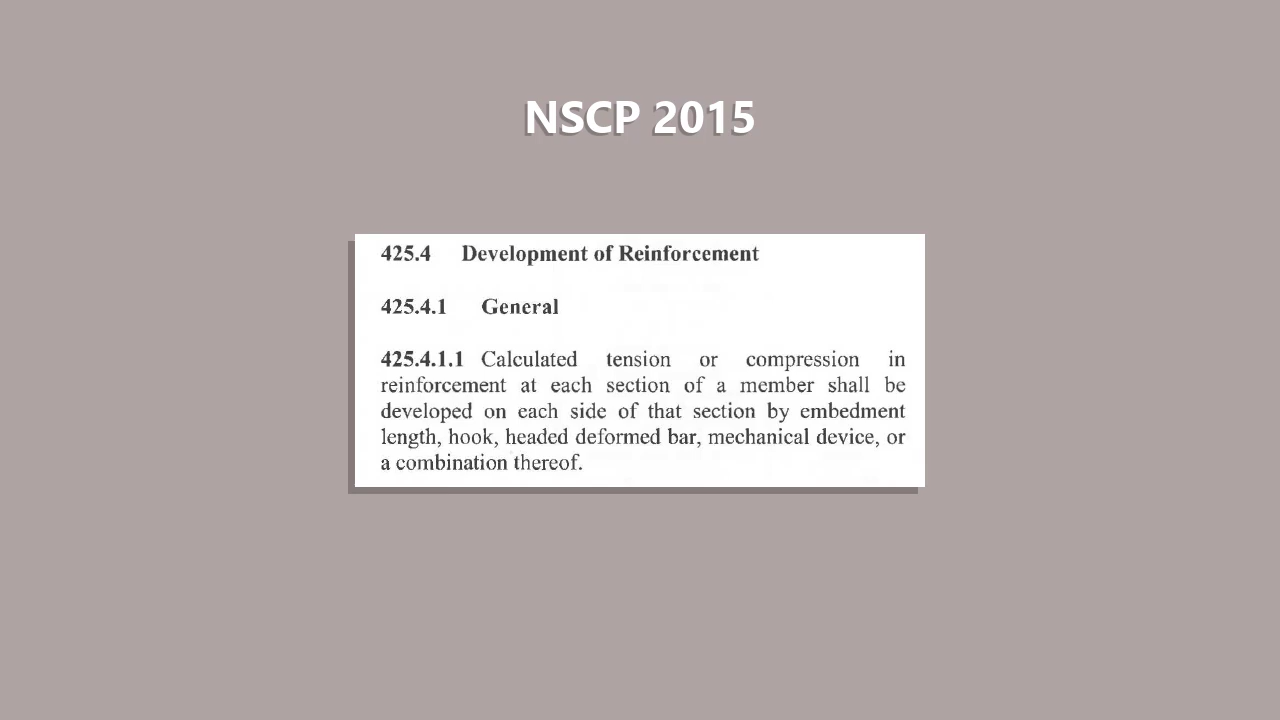 NSCP 2015
425.4 Development of Reinforcement
425.4.1 General
425.4.1.1 Calculated tension or compression in
reinforcement at each section of a member shall be
developed on each side of that section by embedment
length, hook, headed deformed bar, mechanical device, or
a combination thereof.